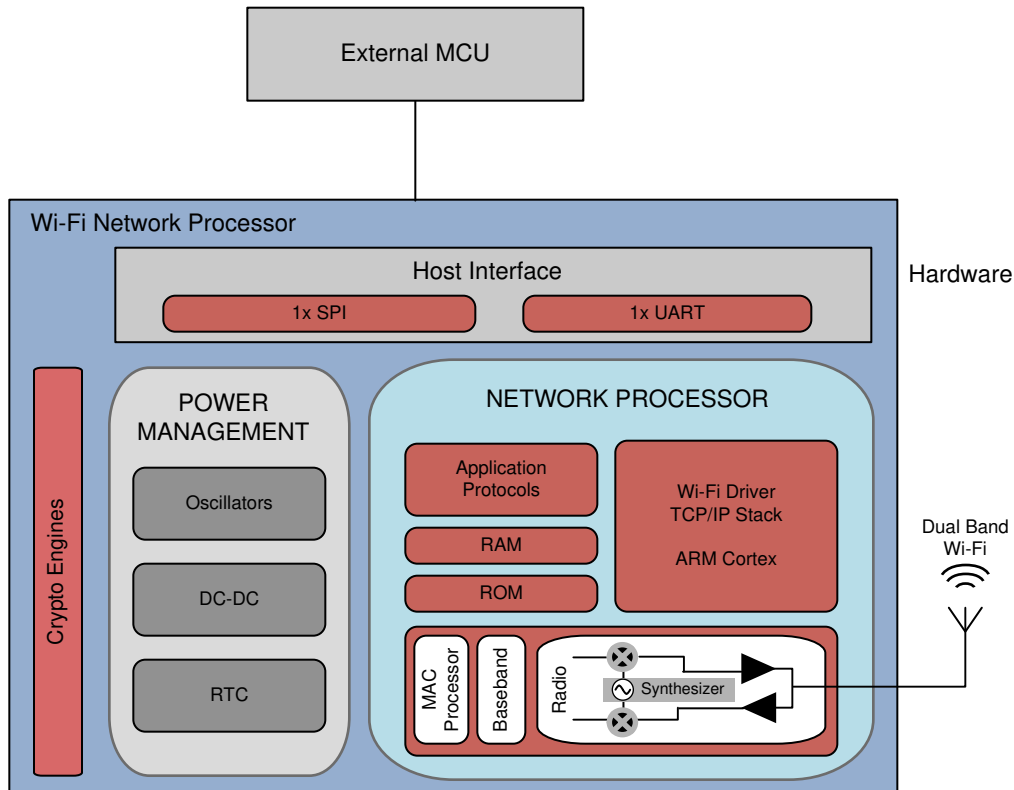 External MCU
Wi-Fi Network Processor
Host Interface
Hardware
1x SPI
1x UART
Crypto Engines
POWER
MANAGEMENT
Oscillators
DC-DC
RTC
NETWORK PROCESSOR
Application
Protocols
RAM
ROM
Wi-Fi Driver
TCP/IP Stack
ARM Cortex
MAC
Processor
Baseband
Radio
Synthesizer
Dual Band
Wi-Fi